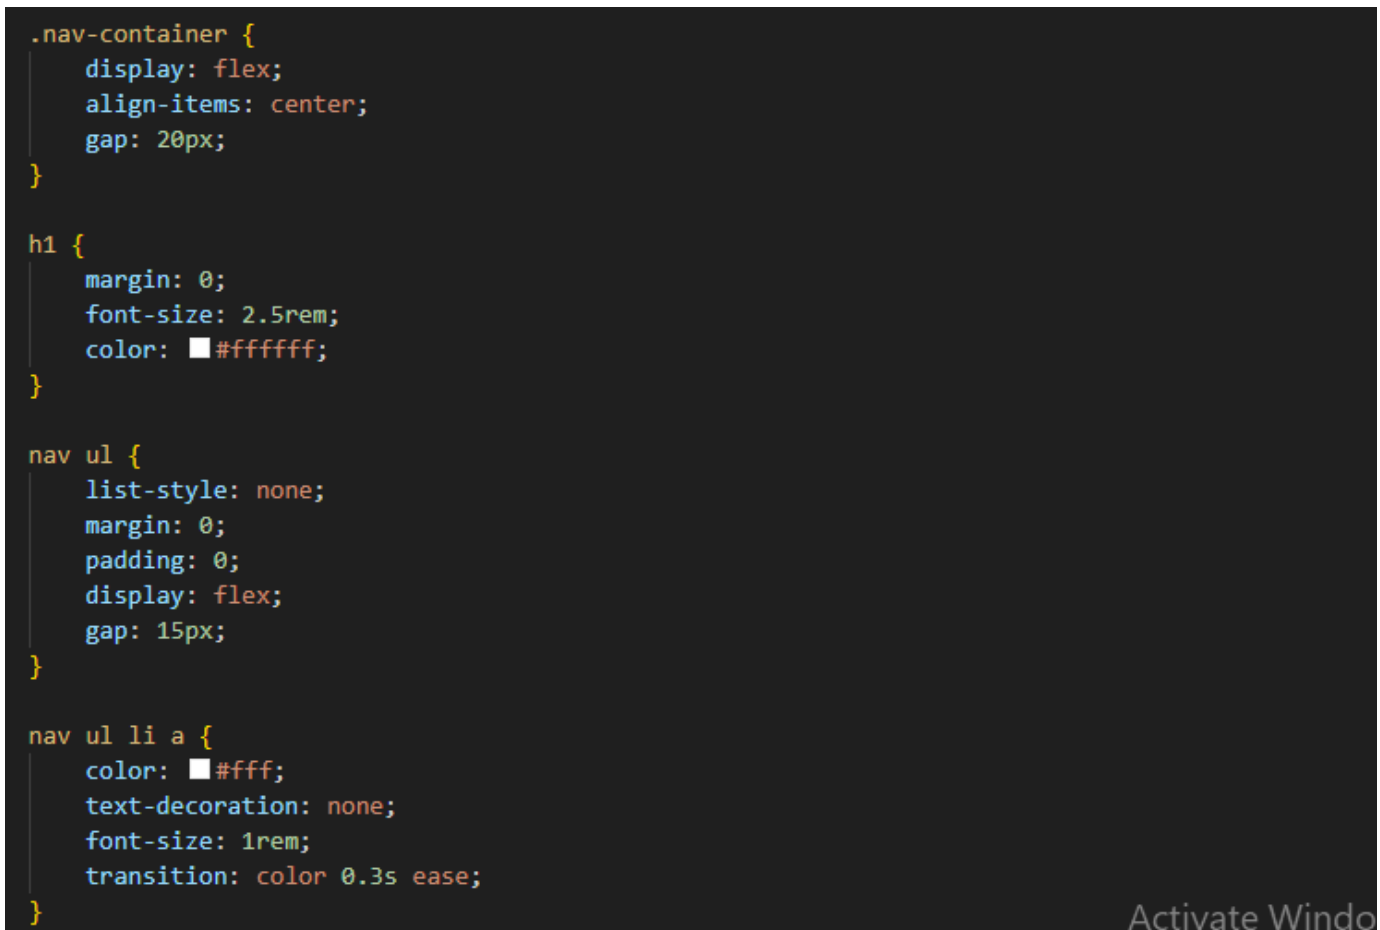 .nav-container {
    display: flex;
    align-items: center;
    gap: 20px;
}

h1 {
    margin: 0;
    font-size: 2.5rem;
    color: #ffffff;
}

nav ul {
    list-style: none;
    margin: 0;
    padding: 0;
    display: flex;
    gap: 15px;
}

nav ul li a {
    color: #fff;
    text-decoration: none;
    font-size: 1rem;
    transition: color 0.3s ease;
}
Activate Windo